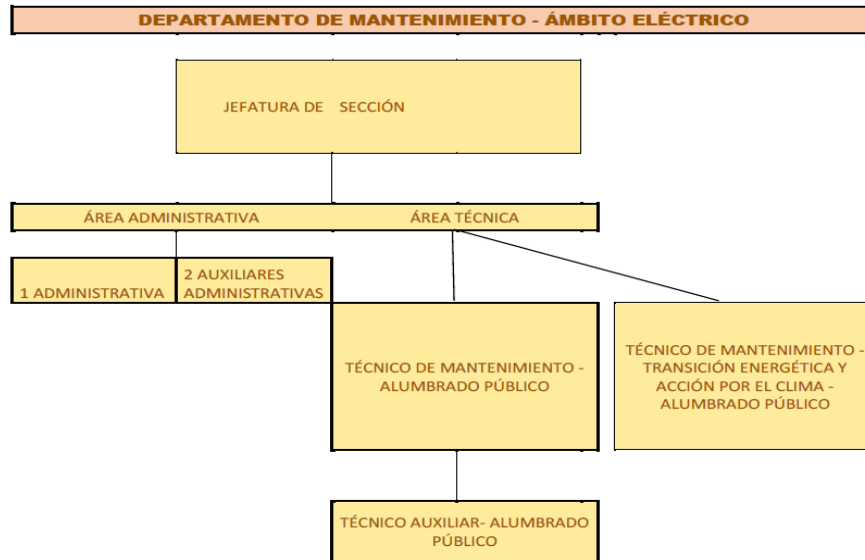 DEPARTAMENTO DE MANTENIMIENTO - ÁMBITO ELÉCTRICO
JEFATURA DE SECCIÓN
ÁREA ADMINISTRATIVA
ÁREA TÉCNICA
1 ADMINISTRATIVA
2 AUXILIARES
ADMINISTRATIVAS
TÉCNICO DE MANTENIMIENTO -
ALUMBRADO PÚBLICO
TÉCNICO DE MANTENIMIENTO -
TRANSICIÓN ENERGÉTICA Y
ACCIÓN POR EL CLIMA -
ALUMBRADO PÚBLICO
TÉCNICO AUXILIAR- ALUMBRADO
PÚBLICO